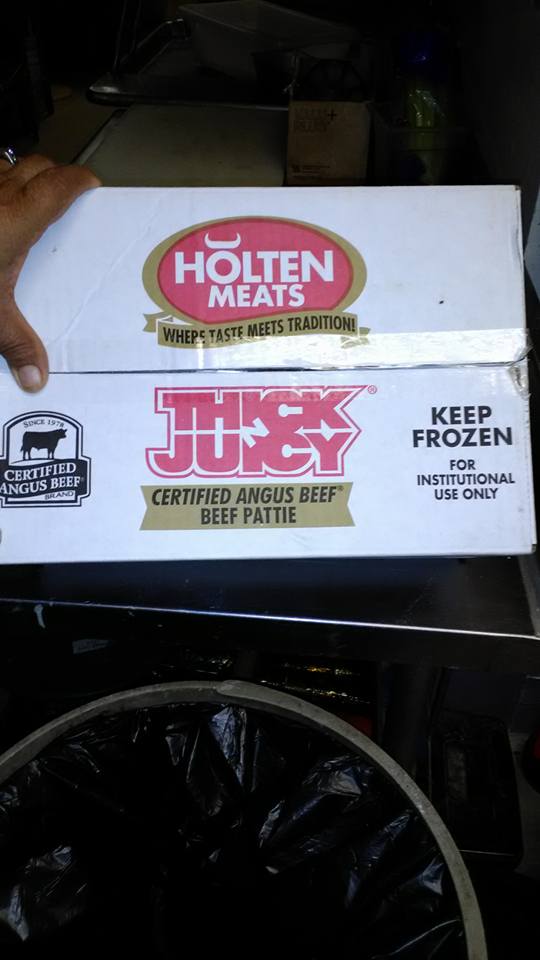 HOLTEN
MEATS
WHERE TASTE MEETS TRADITION!
SINCE 1978
CERTIFIED
ANGUS BEEF®
BRAND
THICK
N
JUICY®
CERTIFIED ANGUS BEEF®
BEEF PATTIE
KEEP
FROZEN
FOR
INSTITUTIONAL
USE ONLY